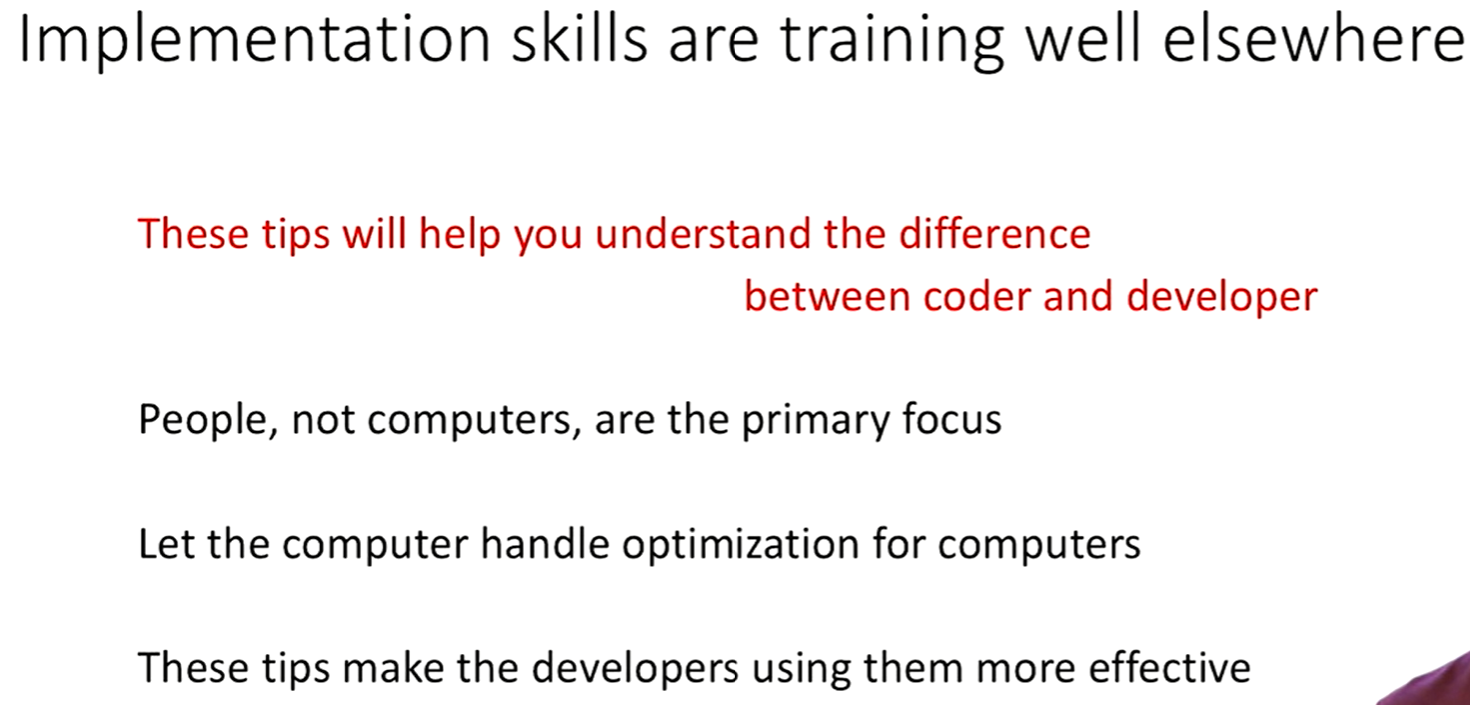 Implementation skills are training well elsewhere
These tips will help you understand the difference
between coder and developer
People, not computers, are the primary focus
Let the computer handle optimization for computers
These tips make the developers using them more effective